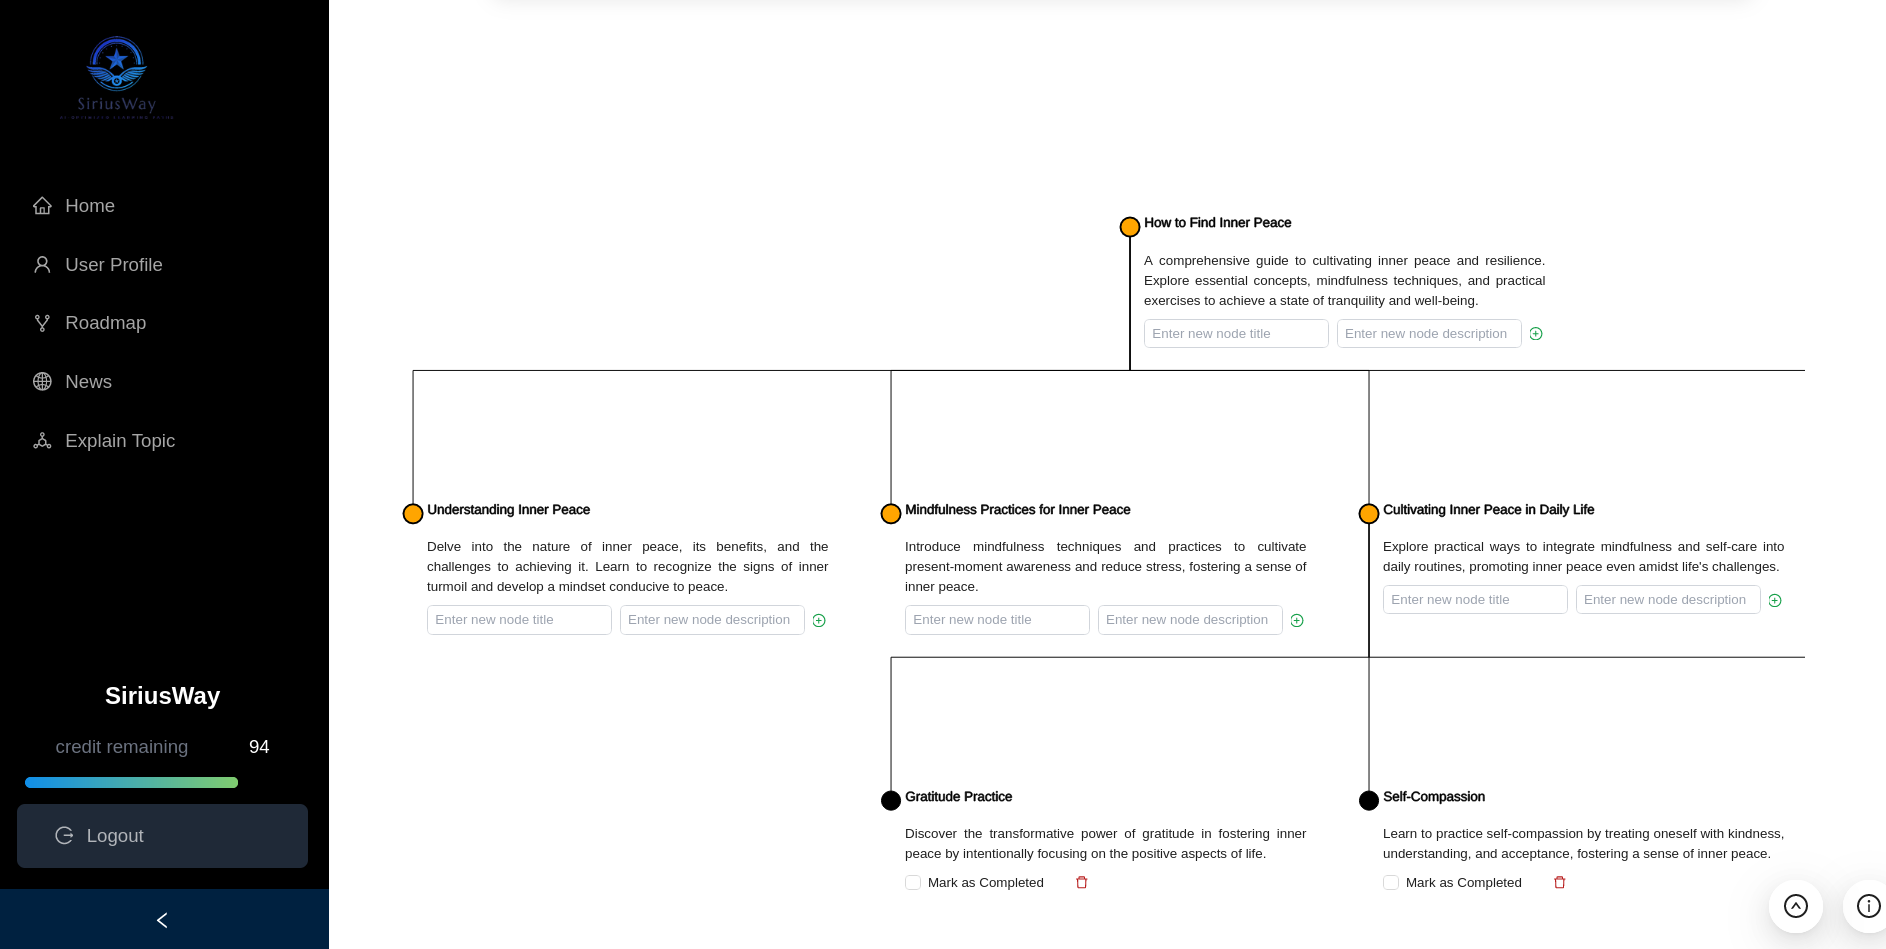 SiriusWay
Home
User Profile
Roadmap
News
Explain Topic
SiriusWay
credit remaining 94
Logout
How to Find Inner Peace
A comprehensive guide to cultivating inner peace and resilience.
Explore essential concepts, mindfulness techniques, and practical
exercises to achieve a state of tranquility and well-being.
Enter new node title Enter new node description
Understanding Inner Peace
Delve into the nature of inner peace, its benefits, and the
challenges to achieving it. Learn to recognize the signs of inner
turmoil and develop a mindset conducive to peace.
Enter new node title Enter new node description
Mindfulness Practices for Inner Peace
Introduce mindfulness techniques and practices to cultivate
present-moment awareness and reduce stress, fostering a sense of
inner peace.
Enter new node title Enter new node description
Cultivating Inner Peace in Daily Life
Explore practical ways to integrate mindfulness and self-care into
daily routines, promoting inner peace even amidst life's challenges.
Enter new node title Enter new node description
Gratitude Practice
Discover the transformative power of gratitude in fostering inner
peace by intentionally focusing on the positive aspects of life.
Mark as Completed
Self-Compassion
Learn to practice self-compassion by treating oneself with kindness,
understanding, and acceptance, fostering a sense of inner peace.
Mark as Completed